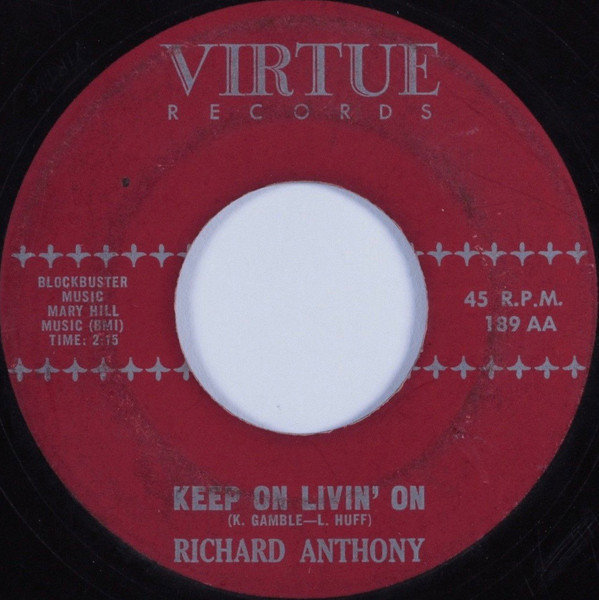 VIRTUE
RECORDS
BLOCKBUSTER
MUSIC
MARY HILL
MUSIC (BMI)
TIME: 2:15
45 R.P.M.
189 AA
KEEP ON LIVIN' ON
(K. GAMBLE—L. HUFF)
RICHARD ANTHONY